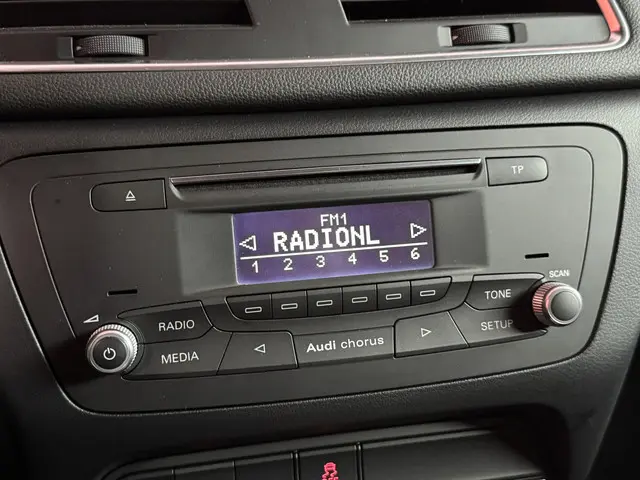 TP
FM1
RADIONL
1 2 3 4 5 6
SCAN
TONE
RADIO
SETUP
MEDIA
Audi chorus